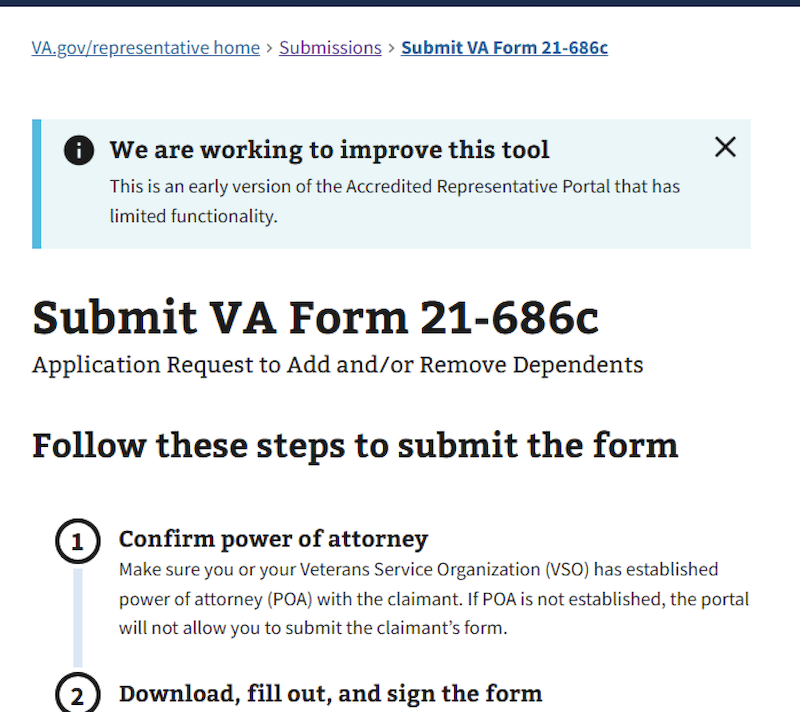 VA.gov/representative home > Submissions > Submit VA Form 21-686c
We are working to improve this tool
This is an early version of the Accredited Representative Portal that has
limited functionality.
Submit VA Form 21-686c
Application Request to Add and/or Remove Dependents
Follow these steps to submit the form
1 Confirm power of attorney
Make sure you or your Veterans Service Organization (VSO) has established
power of attorney (POA) with the claimant. If POA is not established, the portal
will not allow you to submit the claimant’s form.
2 Download, fill out, and sign the form